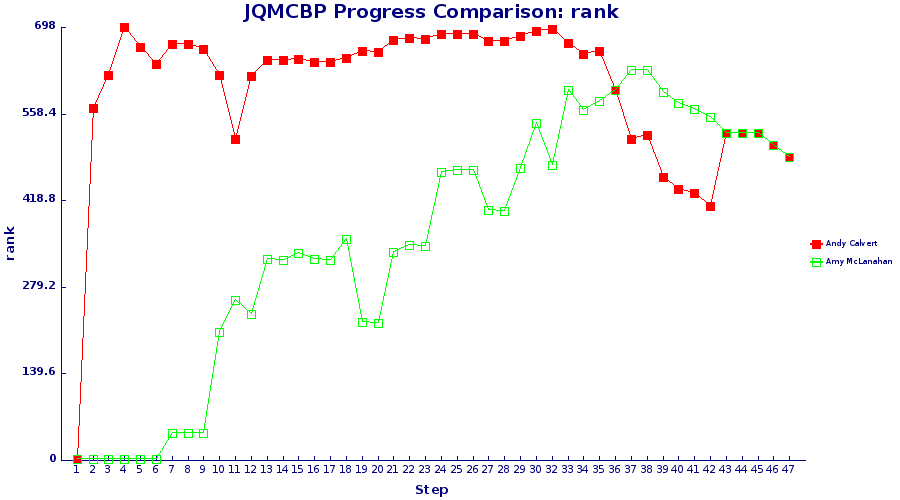 JQMCBP Progress Comparison: rank
698
558.4
418.8
279.2
139.6
0
rank
1 2 3 4 5 6 7 8 9 10 11 12 13 14 15 16 17 18 19 20 21 22 23 24 25 26 27 28 29 30 31 32 33 34 35 36 37 38 39 40 41 42 43 44 45 46 47
Step
Andy Calvert
Amy McLanahan